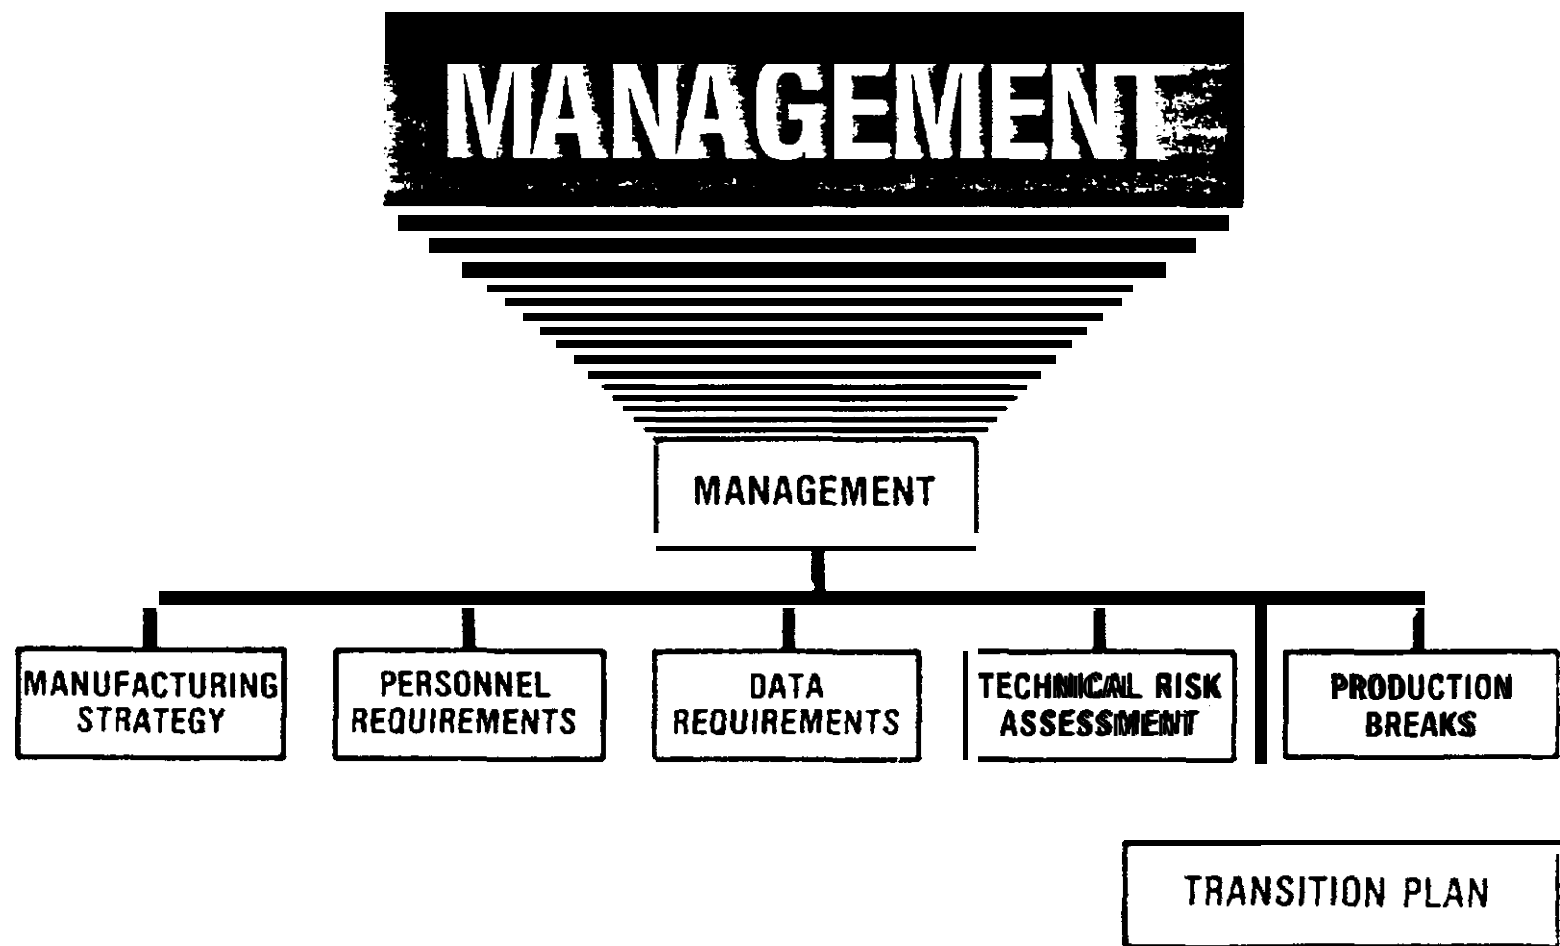 MANAGEMENT
MANAGEMENT
MANUFACTURING
STRATEGY
PERSONNEL
REQUIREMENTS
DATA
REQUIREMENTS
TECHNICAL RISK
ASSESSMENT
PRODUCTION
BREAKS
TRANSITION PLAN